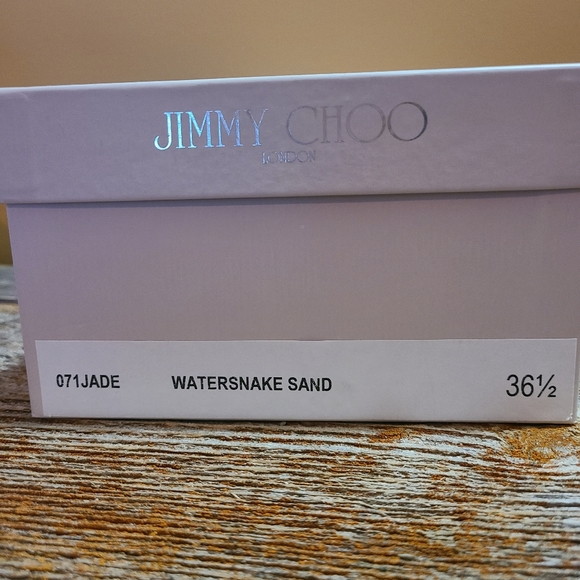 JIMMY CHOO
LONDON
071JADE WATERSNAKE SAND 36½